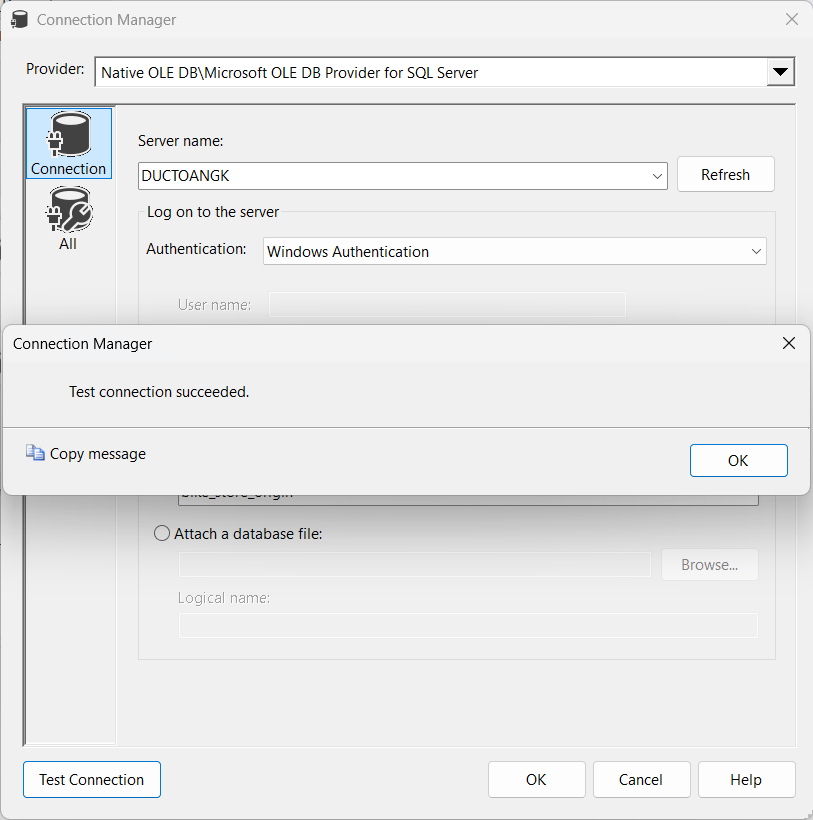 Connection Manager
Provider: Native OLE DB\Microsoft OLE DB Provider for SQL Server
Connection
All
Server name:
DUCTOANGK
Refresh
Log on to the server
Authentication: Windows Authentication
User name:
Connection Manager
Test connection succeeded.
Copy message
OK
bike_store_origin
Attach a database file:
Browse...
Logical name:
Test Connection
OK
Cancel
Help